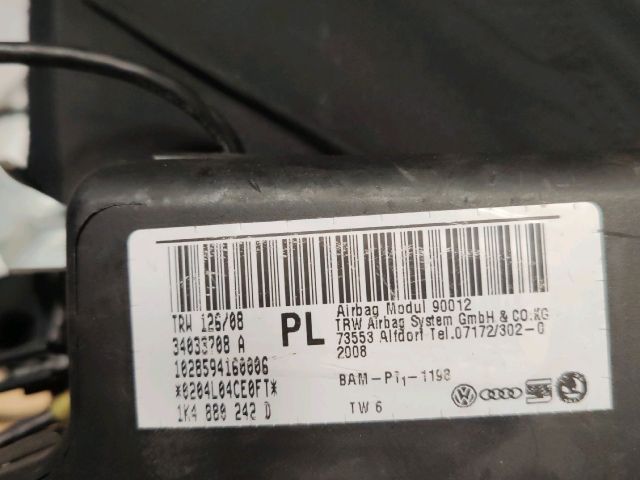 TRW 126/08
34033708 A
1028594160006
*0204L04CE0FT*
1K4 880 242 D
PL
Airbag Modul 90012
TRW Airbag System GmbH & CO.KG
73553 Alfdorf Tel.07172/302-0
2008
BAM-PT₁-1198
TW 6